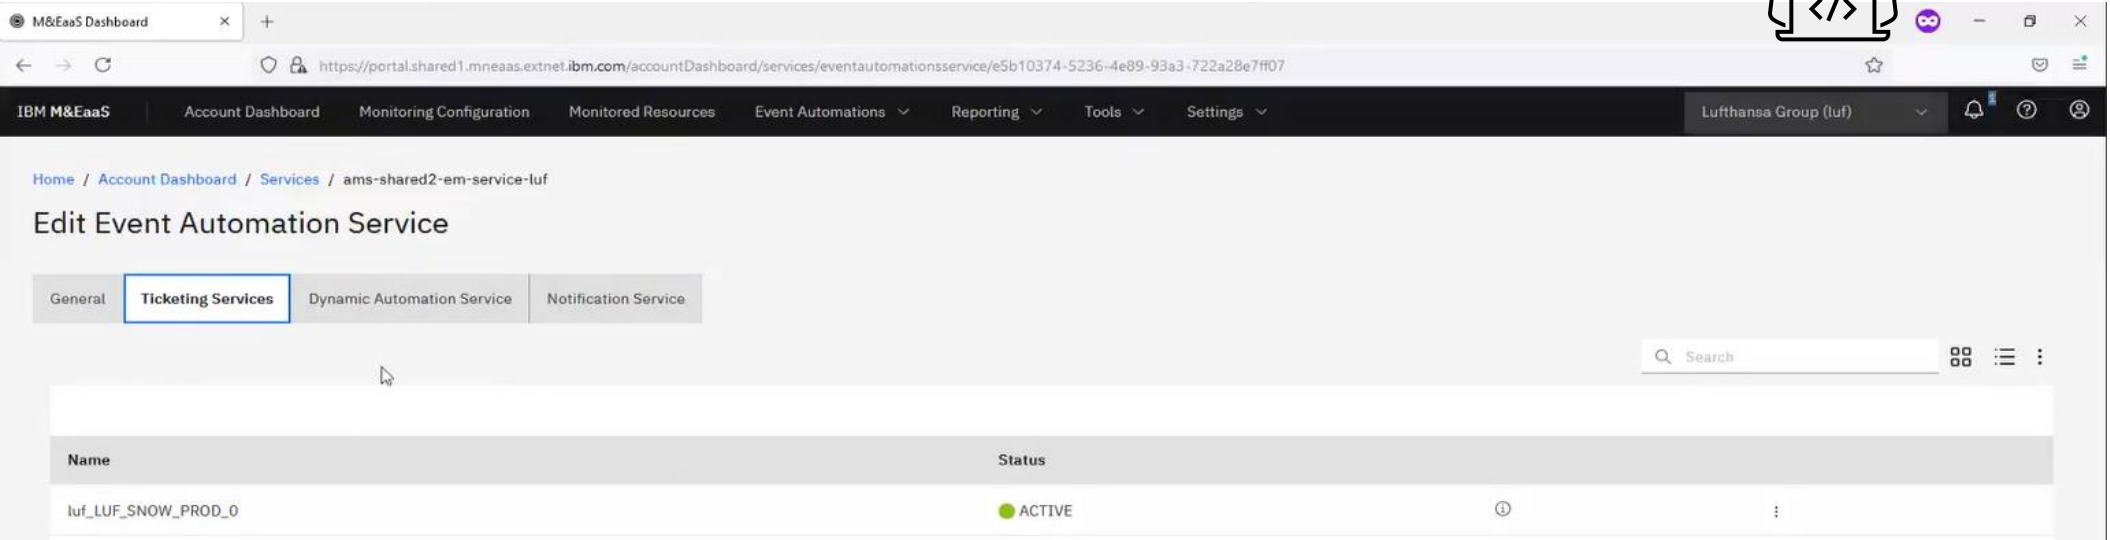 M&EaaS Dashboard
https://portal.shared1.mneaas.extnet.ibm.com/accountDashboard/services/eventautomationsservice/e5b10374-5236-4e89-93a3-722a28e7ff07
IBM M&EaaS Account Dashboard Monitoring Configuration Monitored Resources Event Automations Reporting Tools Settings Lufthansa Group (luf) 1
Home / Account Dashboard / Services / ams-shared2-em-service-luf
Edit Event Automation Service
General Ticketing Services Dynamic Automation Service Notification Service
Search
Name Status
luf_LUF_SNOW_PROD_0 ACTIVE